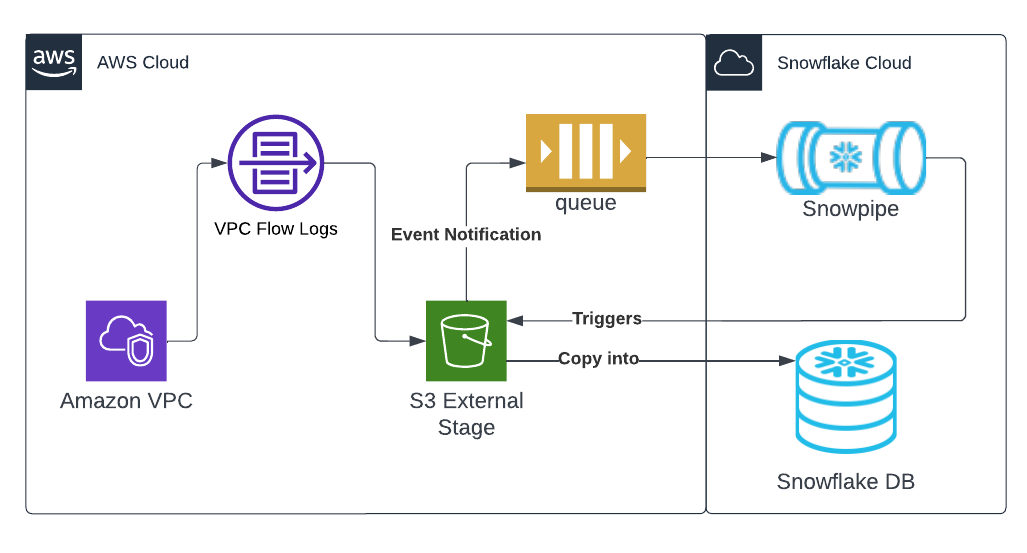 aws
AWS Cloud
Snowflake Cloud
queue
Snowpipe
VPC Flow Logs
Event Notification
Triggers
Copy into
Amazon VPC
S3 External
Stage
Snowflake DB